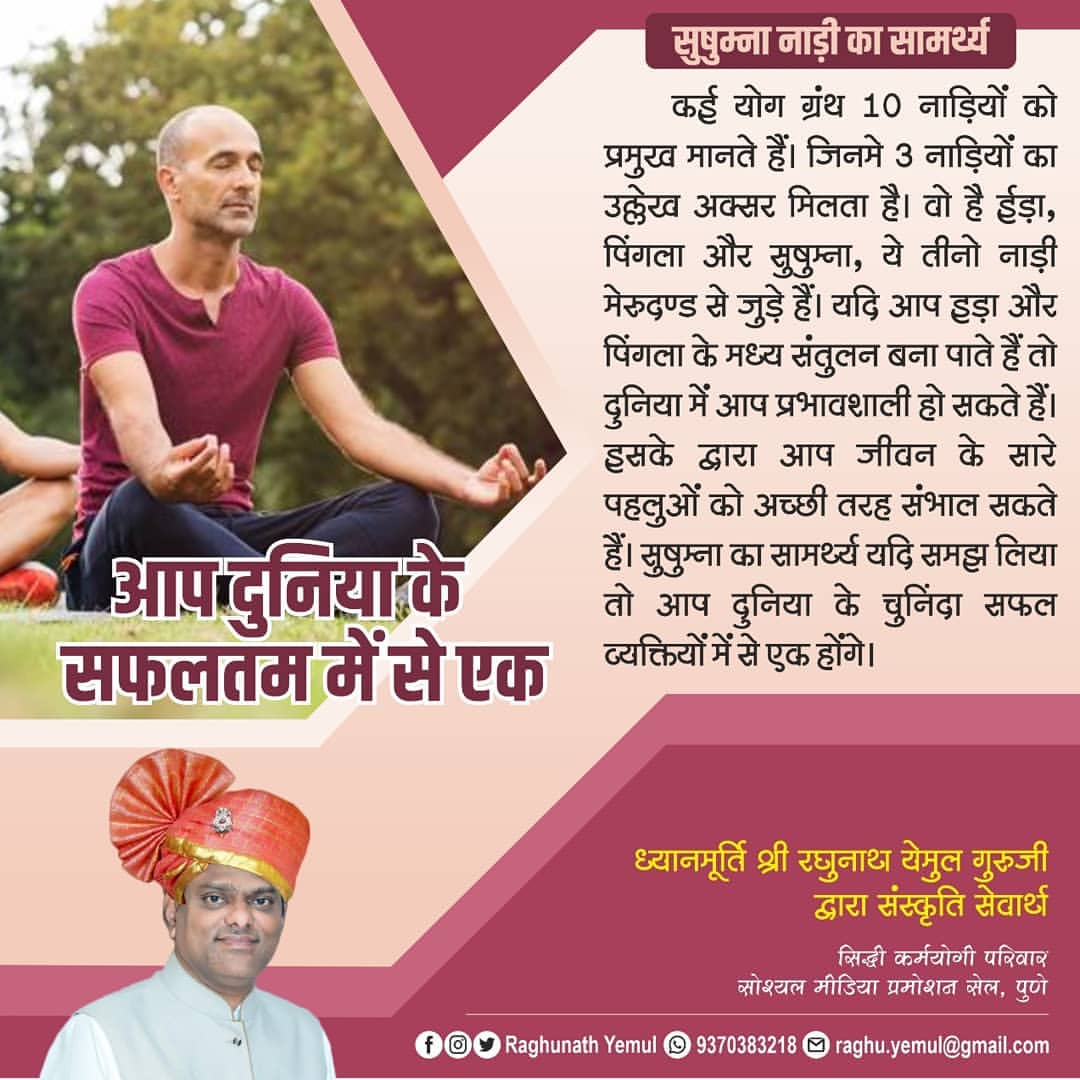 सुषुम्ना नाड़ी का सामर्थ्य
कई योग ग्रंथ 10 नाड़ियों को
प्रमुख मानते हैं। जिनमे 3 नाड़ियों का
उल्लेख अक्सर मिलता है। वो है ईड़ा,
पिंगला और सुषुम्ना, ये तीनो नाड़ी
मेरुदण्ड से जुड़े हैं। यदि आप इड़ा और
पिंगला के मध्य संतुलन बना पाते हैं तो
दुनिया में आप प्रभावशाली हो सकते हैं।
इसके द्वारा आप जीवन के सारे
पहलुओं को अच्छी तरह संभाल सकते
हैं। सुषुम्ना का सामर्थ्य यदि समझ लिया
तो आप दुनिया के चुनिंदा सफल
व्यक्तियों में से एक होंगे।
आप दुनिया के
सफलतम में से एक
ध्यानमूर्ति श्री रघुनाथ येमुल गुरुजी
द्वारा संस्कृति सेवार्थ
सिद्धी कर्मयोगी परिवार
सोश्यल मीडिया प्रमोशन सेल, पुणे
Raghunath Yemul 9370383218 raghu.yemul@gmail.com